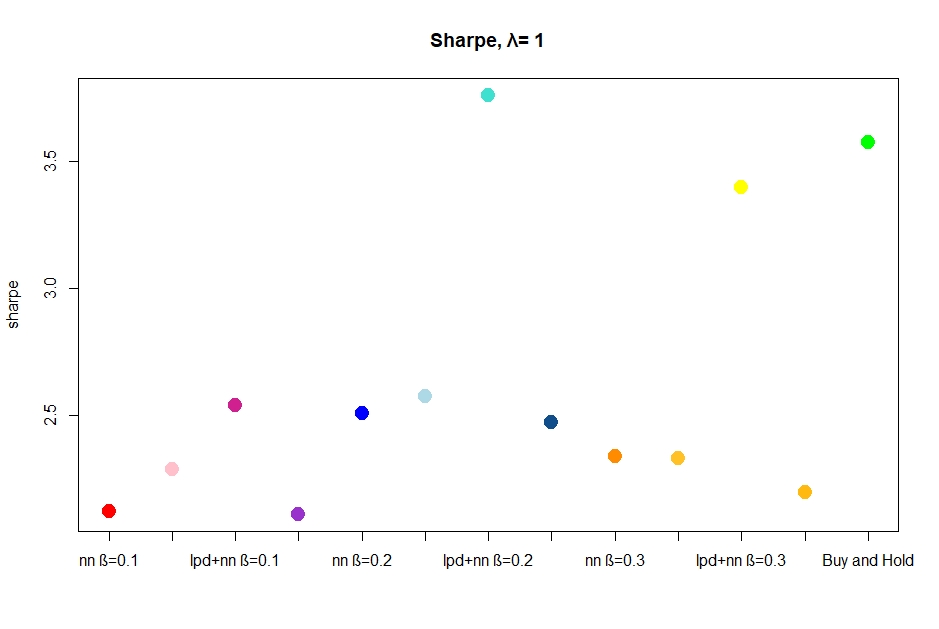 Sharpe, λ= 1
sharpe
3.5
3.0
2.5
nn ß=0.1
lpd+nn ß=0.1
nn ß=0.2
lpd+nn ß=0.2
nn ß=0.3
lpd+nn ß=0.3
Buy and Hold